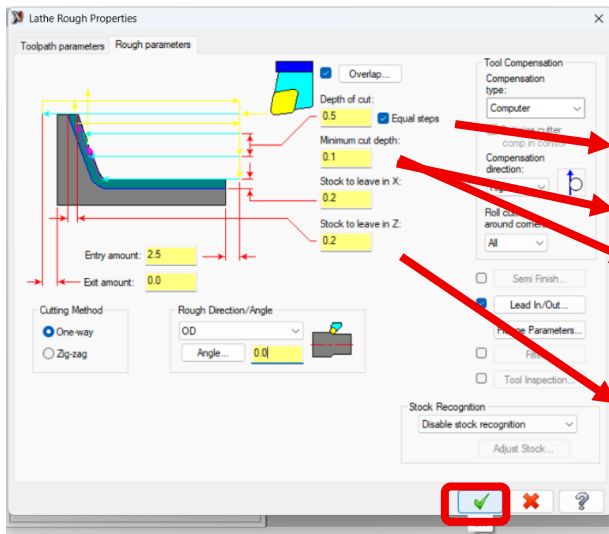 Lathe Rough Properties
Toolpath parameters
Rough parameters
Overlap...
Depth of cut:
0.5
Equal steps
Minimum cut depth:
0.1
Stock to leave in X:
0.2
Stock to leave in Z:
0.2
Entry amount: 2.5
Exit amount: 0.0
Cutting Method
One-way
Zig-zag
Rough Direction/Angle
OD
Angle... 0.0
Tool Compensation
Compensation
type:
Computer
cutter
comp in control
Compensation
direction:
Roll
around corners
All
Semi Finish...
Lead In/Out...
Parameters...
Tool Inspection...
Stock Recognition
Disable stock recognition
Adjust Stock...